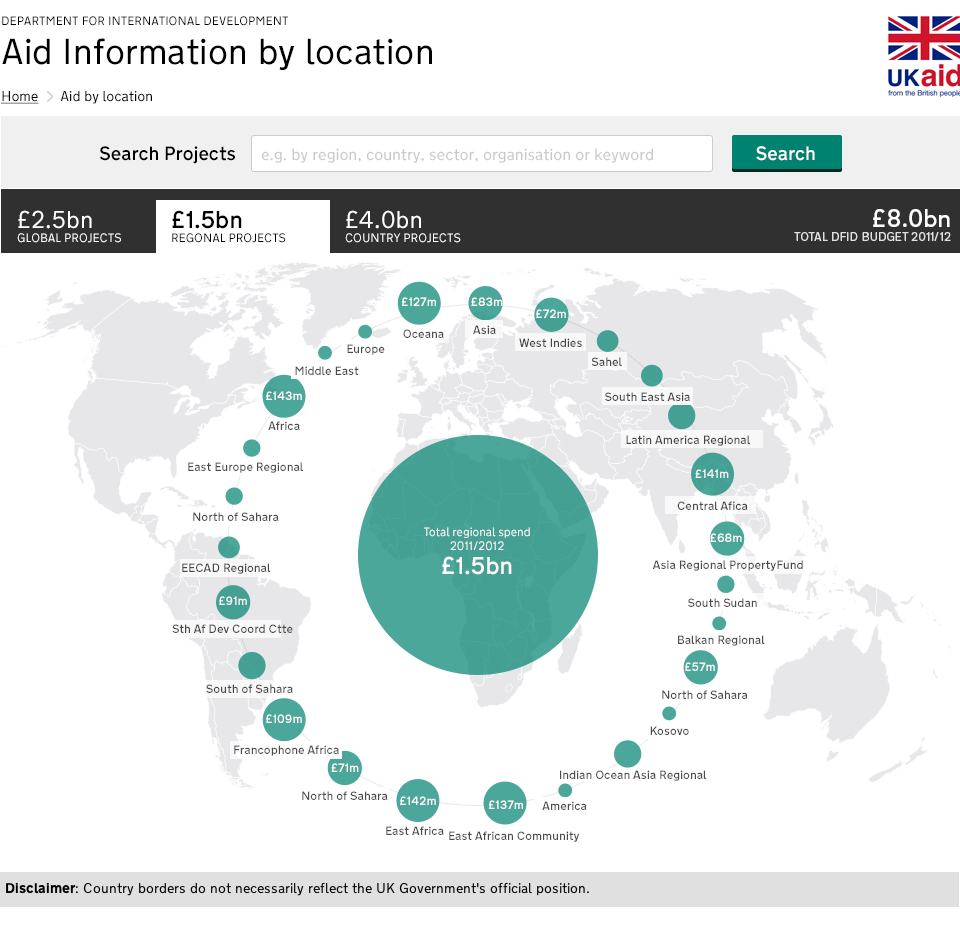 DEPARTMENT FOR INTERNATIONAL DEVELOPMENT
Aid Information by location
UKaid
from the British people
Home
Aid by location
Search Projects
e.g. by region, country, sector, organisation or keyword
Search
£2.5bn
GLOBAL PROJECTS
£1.5bn
REGONAL PROJECTS
£4.0bn
COUNTRY PROJECTS
£8.0bn
TOTAL DFID BUDGET 2011/12
£127m
Oceana
£83m
Asia
£72m
West Indies
Sahel
South East Asia
Latin America Regional
£141m
Central Afica
£68m
Asia Regional PropertyFund
South Sudan
Balkan Regional
£57m
North of Sahara
Kosovo
Indian Ocean Asia Regional
America
£137m
East African Community
£142m
East Africa
£71m
North of Sahara
£109m
Francophone Africa
South of Sahara
£91m
Sth Af Dev Coord Ctte
EECAD Regional
North of Sahara
East Europe Regional
£143m
Africa
Middle East
Europe
Total regional spend
2011/2012
£1.5bn
Disclaimer: Country borders do not necessarily reflect the UK Government's official position.